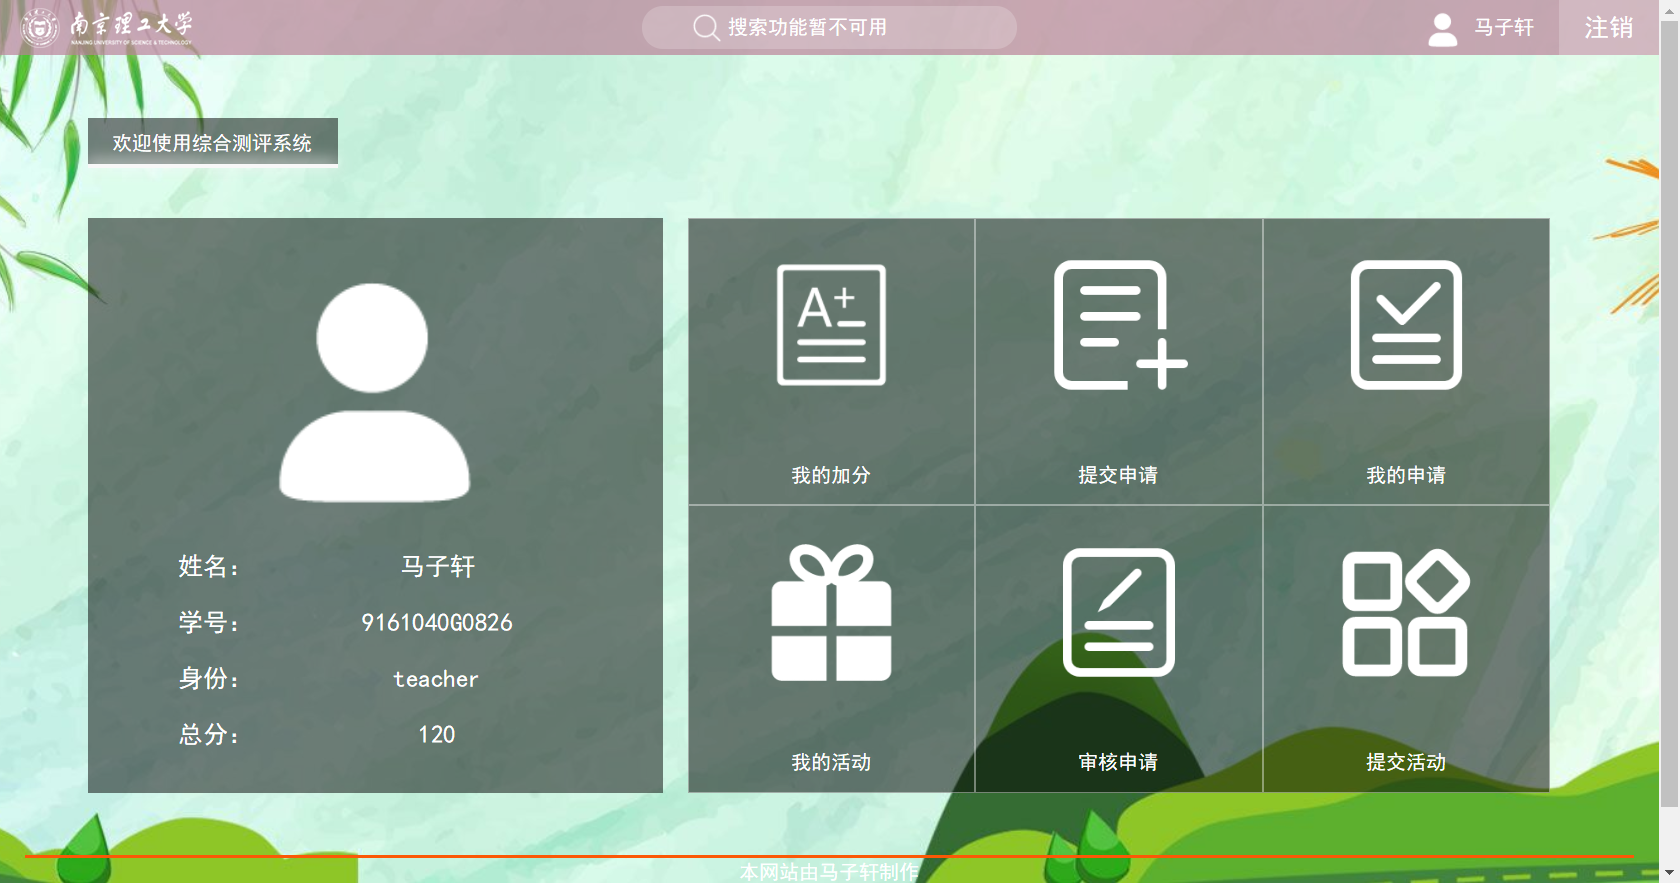 南京理工大学
NANJING UNIVERSITY OF SCIENCE & TECHNOLOGY
搜索功能暂不可用
马子轩
注销
欢迎使用综合测评系统
姓名： 马子轩
学号： 9161040G0826
身份： teacher
总分： 120
A+
我的加分
提交申请
我的申请
我的活动
审核申请
提交活动
本网站由马子轩制作